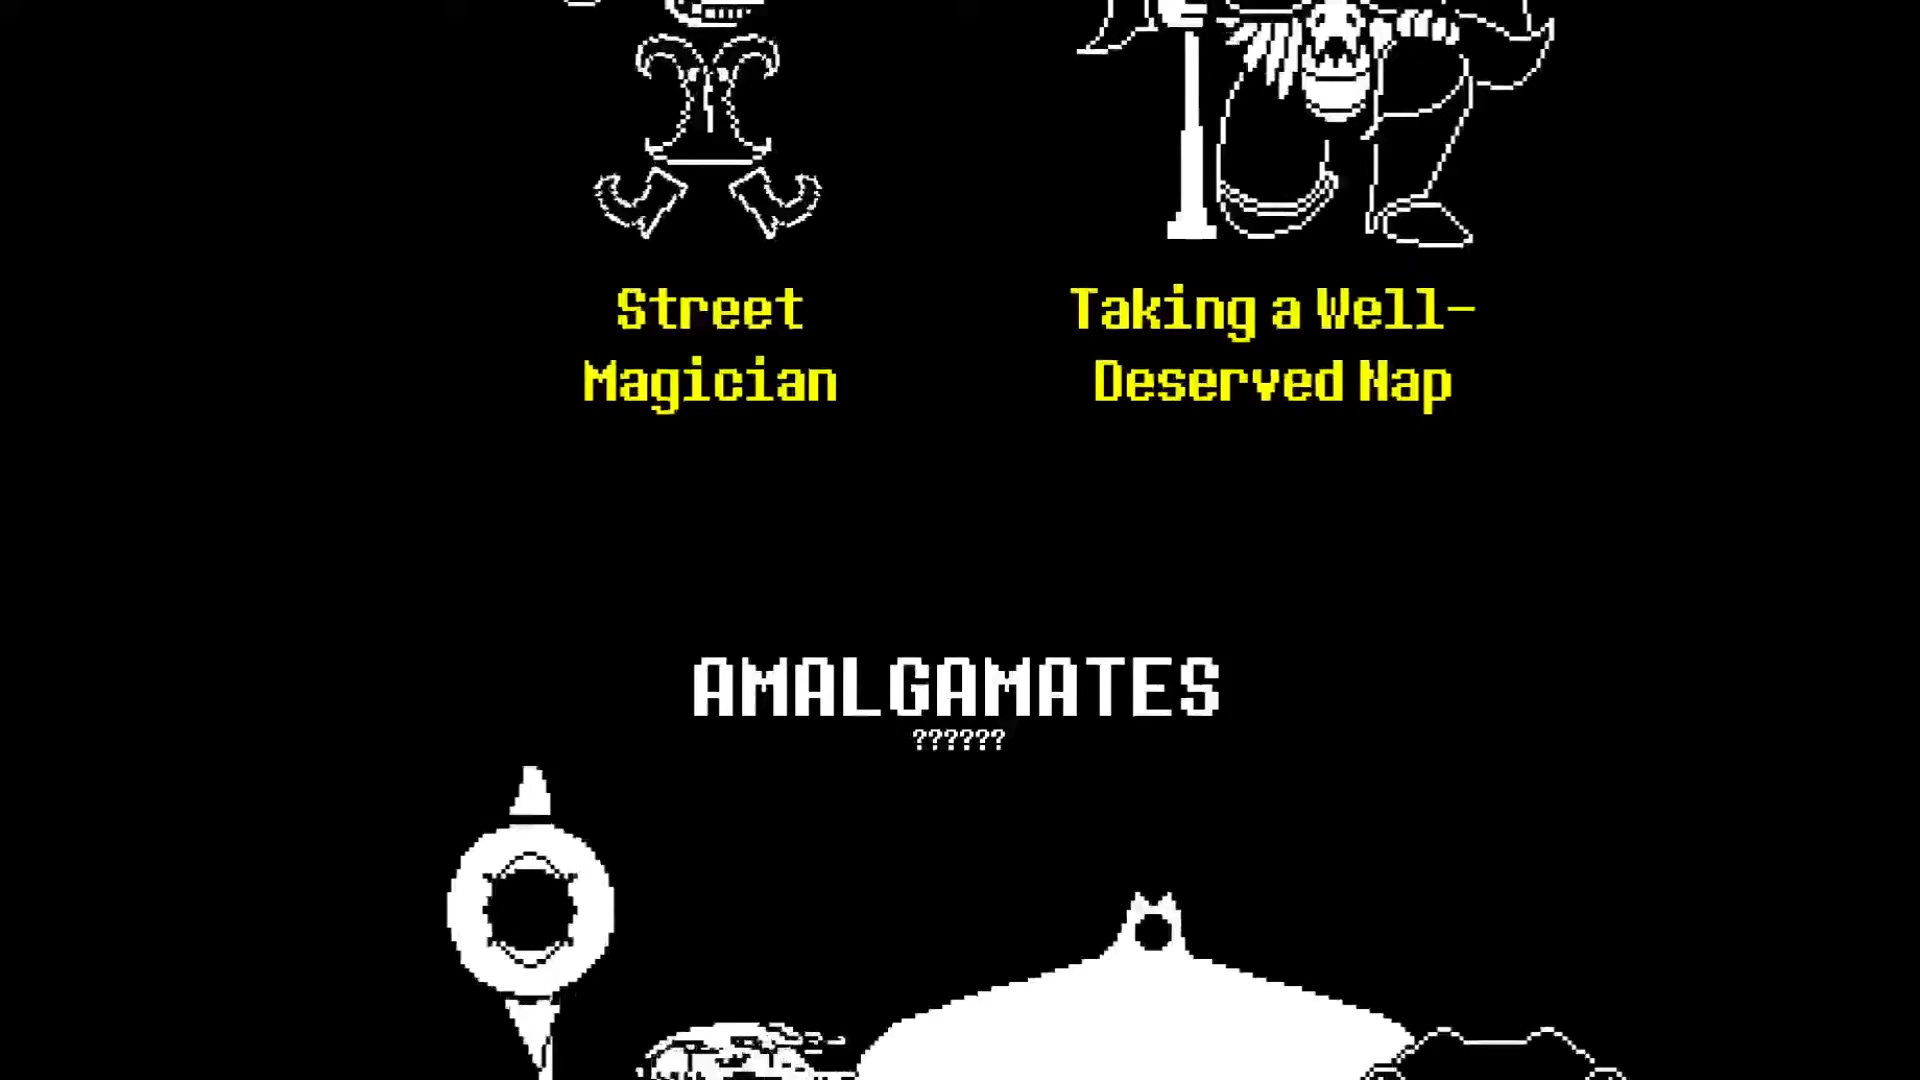 Street
Magician
Taking a Well-
Deserved Nap
AMALGAMATES
??????